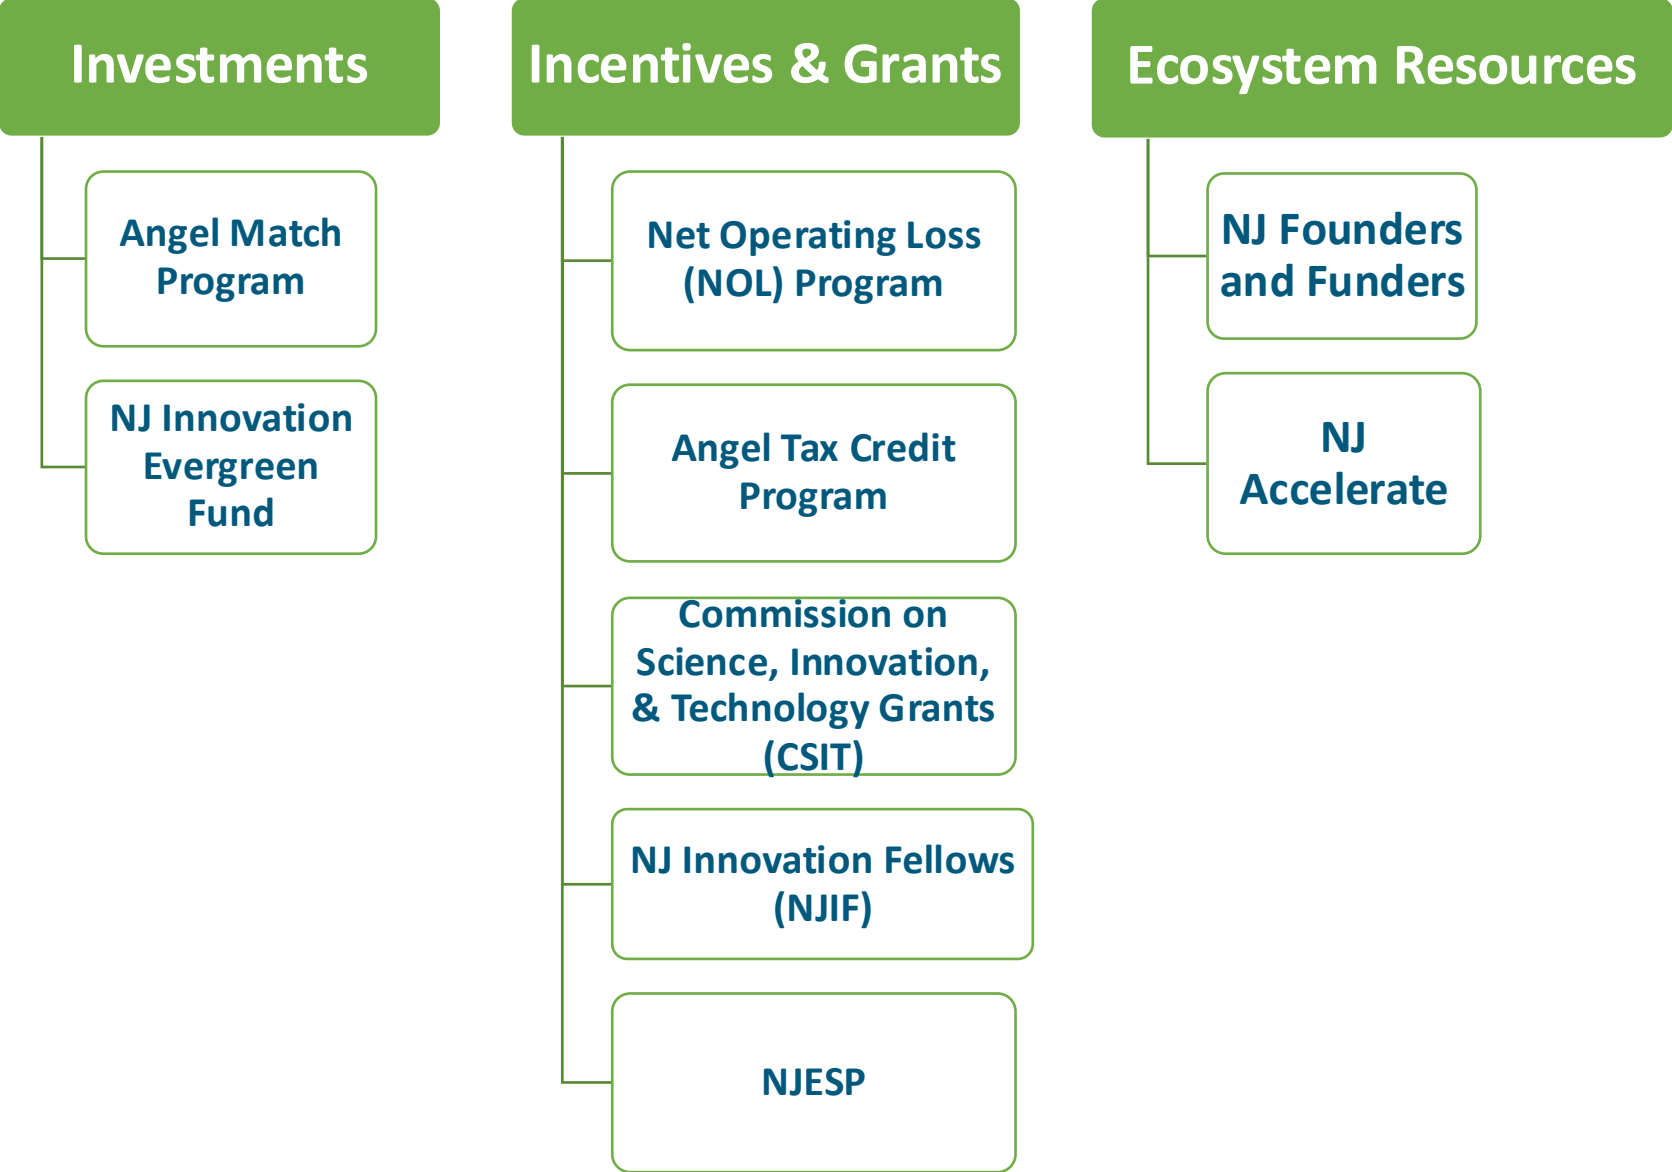 Investments
Angel Match
Program
NJ Innovation
Evergreen
Fund
Incentives & Grants
Net Operating Loss
(NOL) Program
Angel Tax Credit
Program
Commission on
Science, Innovation,
& Technology Grants
(CSIT)
NJ Innovation Fellows
(NJIF)
NJESP
Ecosystem Resources
NJ Founders
and Funders
NJ
Accelerate